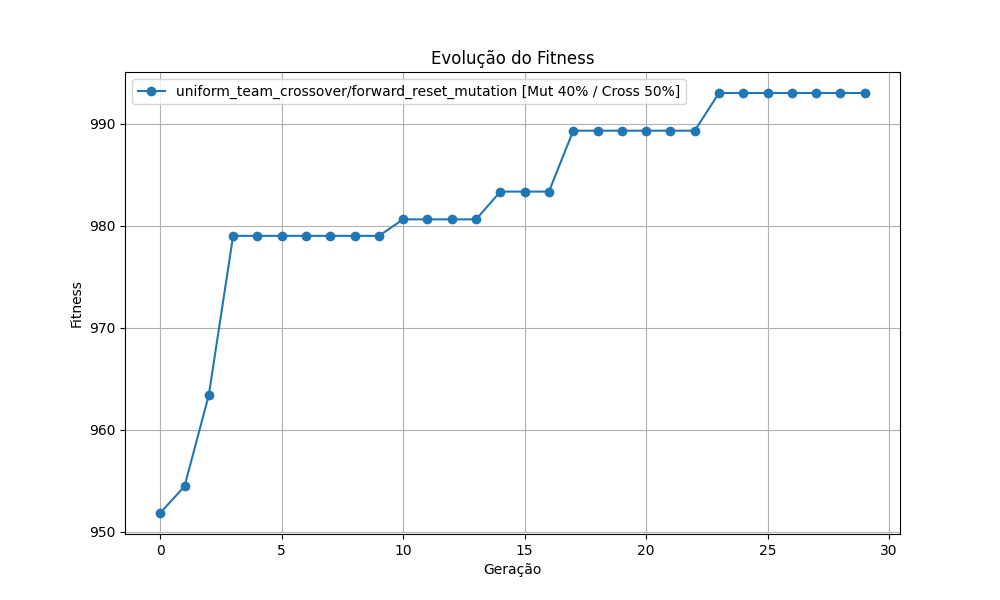 Evolução do Fitness
uniform_team_crossover/forward_reset_mutation [Mut 40% / Cross 50%]
990
980
970
960
950
Fitness
0 5 10 15 20 25 30
Geração